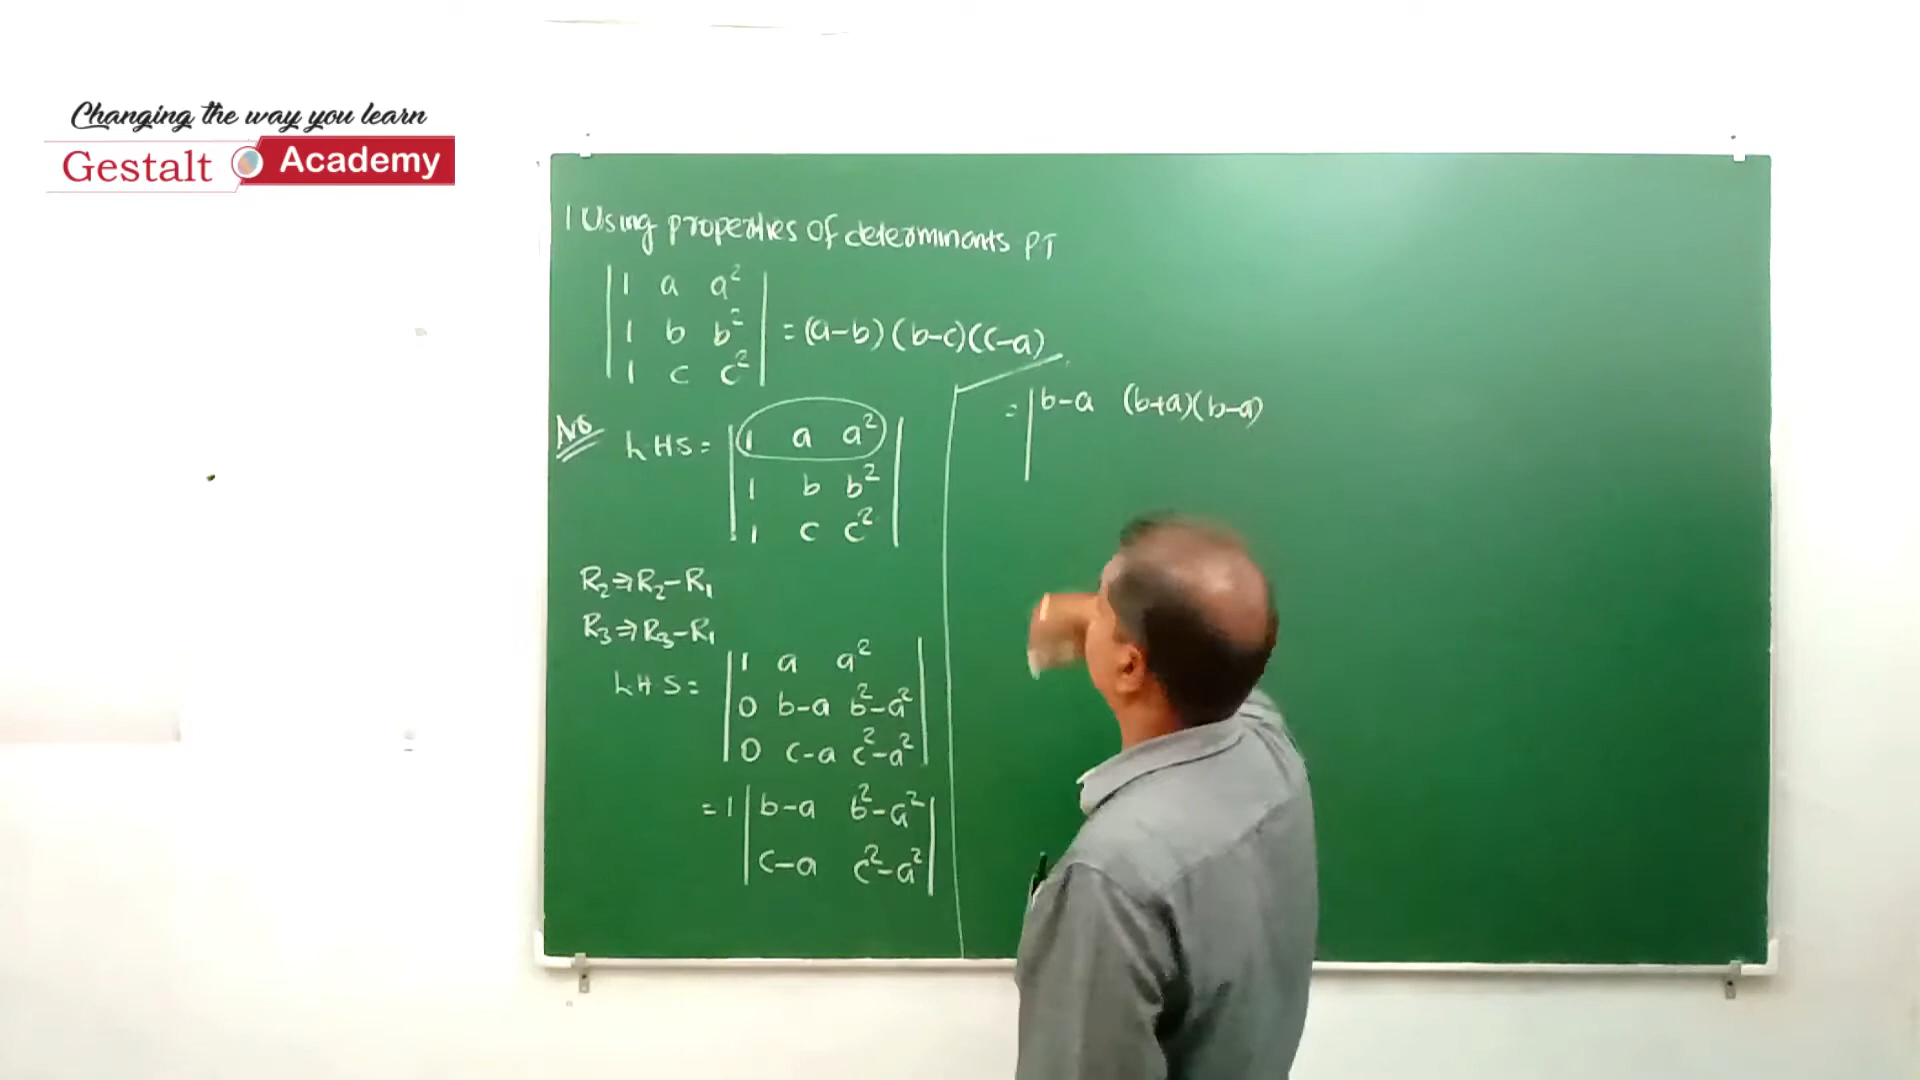 Changing the way you learn
Gestalt Academy
1 Using properties of determinants PT
| 1 a a² |
| 1 b b² | = (a-b)(b-c)(c-a)
| 1 c c² |
Ans
LHS = | 1 a a² |
| 1 b b² |
| 1 c c² |
R₂⇒R₂-R₁
R₃⇒R₃-R₁
LHS = | 1 a a² |
| 0 b-a b²-a² |
| 0 c-a c²-a² |
= 1 | b-a b²-a² |
| c-a c²-a² |
= | b-a (b+a)(b-a)